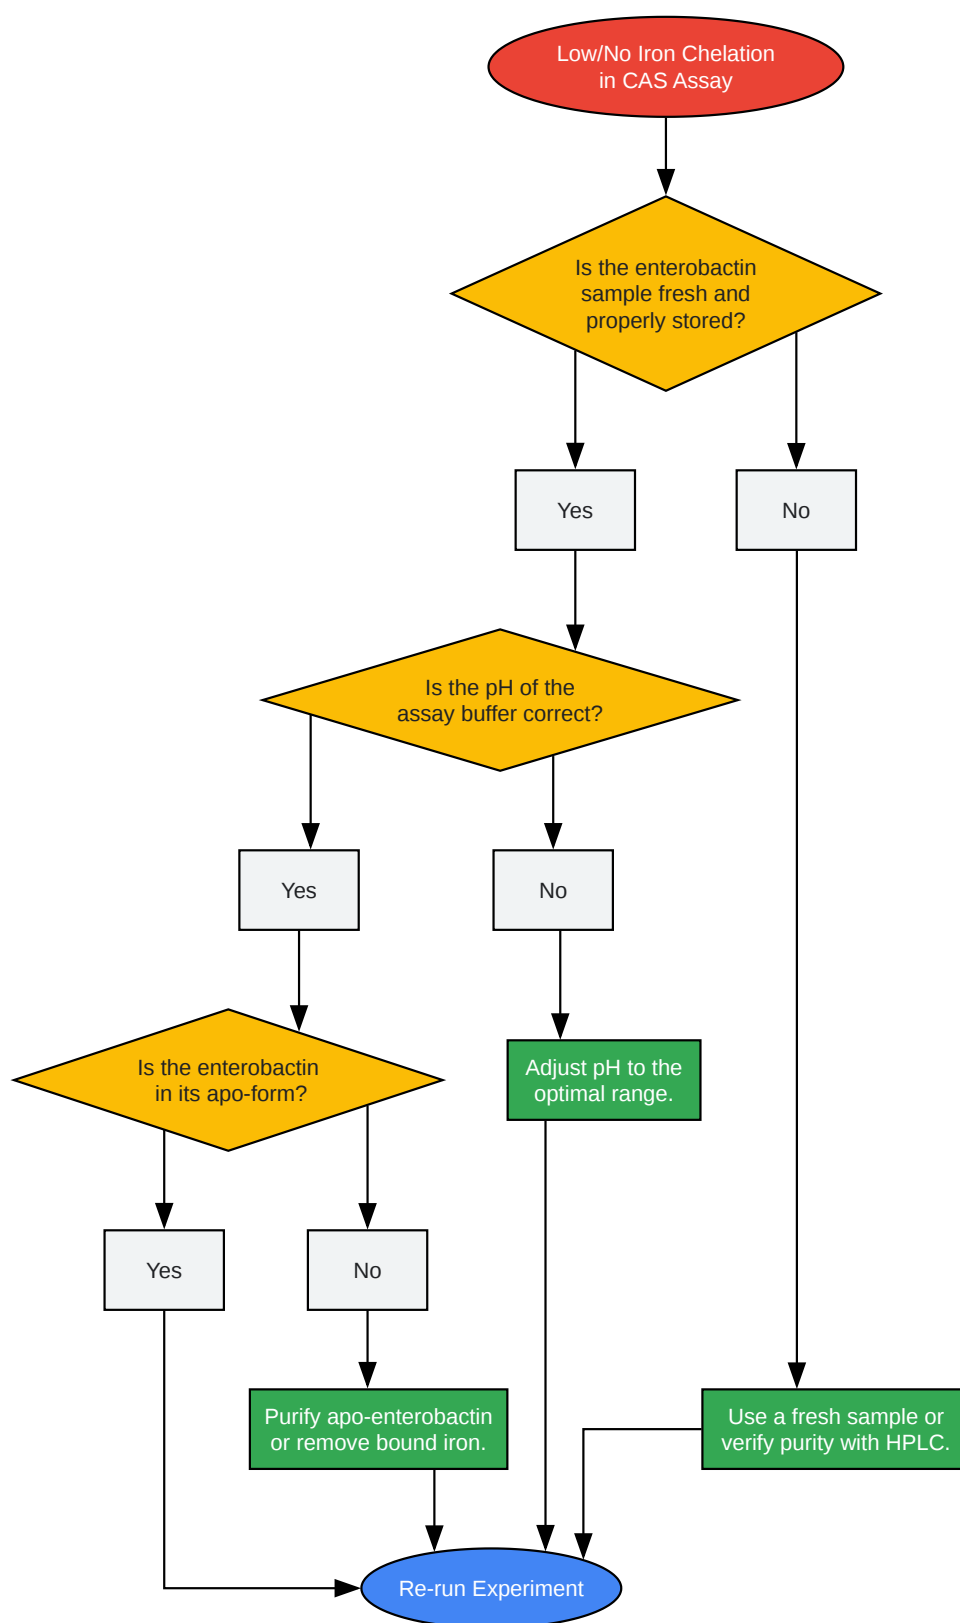 Low/No Iron Chelation
in CAS Assay
Is the enterobactin
sample fresh and
properly stored?
Yes
No
Is the pH of the
assay buffer correct?
Yes
No
Is the enterobactin
in its apo-form?
Adjust pH to the
optimal range.
Yes
No
Purify apo-enterobactin
or remove bound iron.
Use a fresh sample or
verify purity with HPLC.
Re-run Experiment